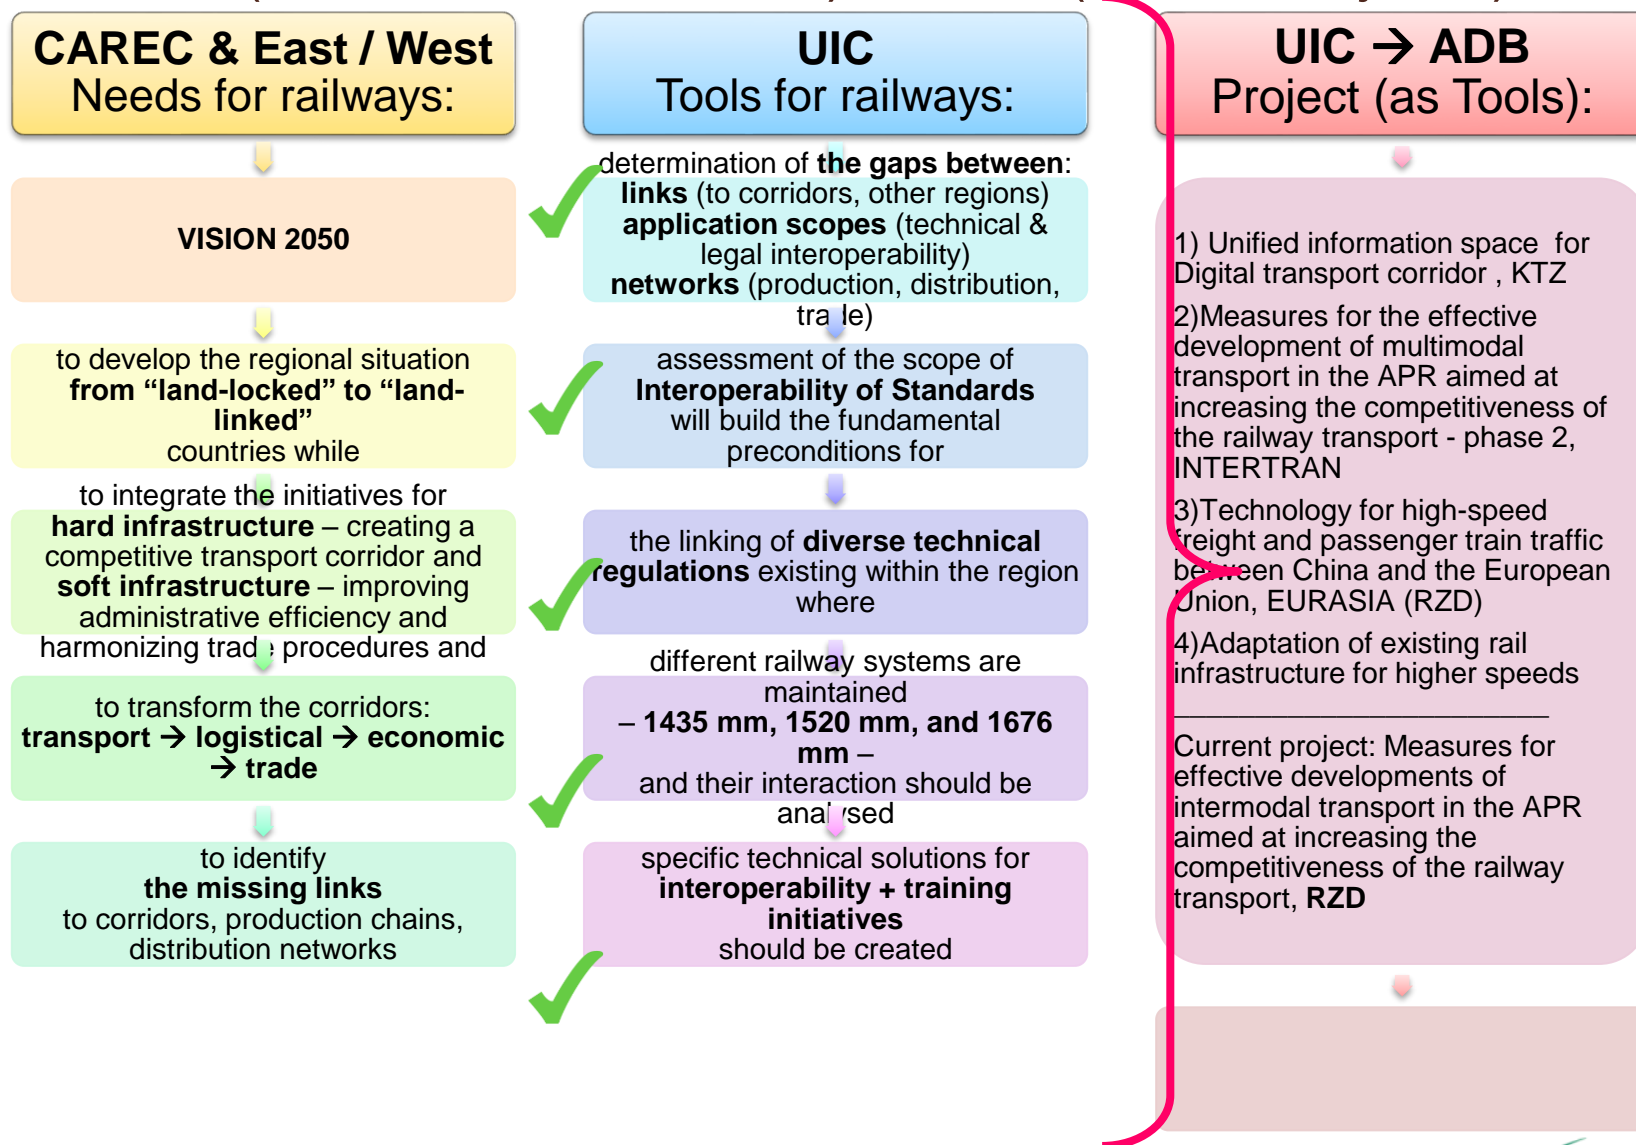 CAREC & East / West
Needs for railways:
VISION 2050
to develop the regional situation
from “land-locked” to “land-
linked”
countries while
to integrate the initiatives for
hard infrastructure – creating a
competitive transport corridor and
soft infrastructure – improving
administrative efficiency and
harmonizing trade procedures and
to transform the corridors:
transport → logistical → economic
→ trade
to identify
the missing links
to corridors, production chains,
distribution networks
UIC
Tools for railways:
determination of the gaps between:
links (to corridors, other regions)
application scopes (technical &
legal interoperability)
networks (production, distribution,
trade)
assessment of the scope of
Interoperability of Standards
will build the fundamental
preconditions for
the linking of diverse technical
regulations existing within the region
where
different railway systems are
maintained
– 1435 mm, 1520 mm, and 1676
mm –
and their interaction should be
analysed
specific technical solutions for
interoperability + training
initiatives
should be created
UIC → ADB
Project (as Tools):
1) Unified information space for
Digital transport corridor , KTZ
2)Measures for the effective
development of multimodal
transport in the APR aimed at
increasing the competitiveness of
the railway transport - phase 2,
INTERTRAN
3)Technology for high-speed
freight and passenger train traffic
between China and the European
Union, EURASIA (RZD)
4)Adaptation of existing rail
infrastructure for higher speeds
Current project: Measures for
effective developments of
intermodal transport in the APR
aimed at increasing the
competitiveness of the railway
transport, RZD